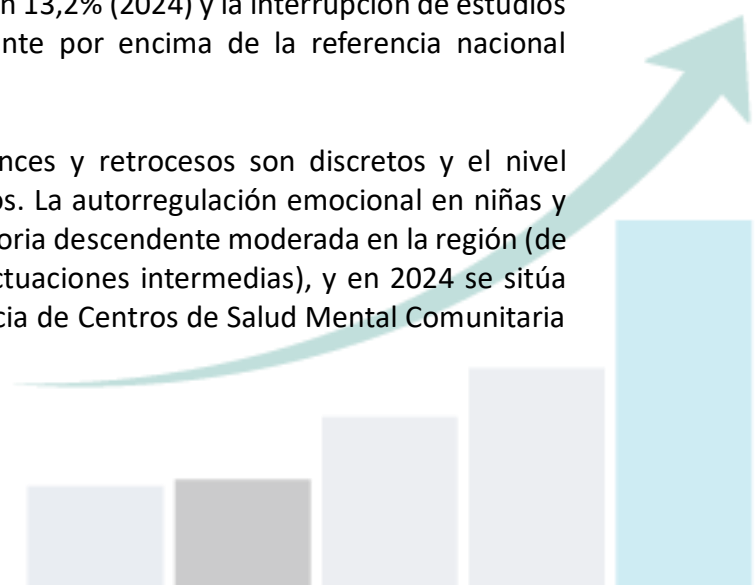 n 13,2% (2024) y la interrupción de estudios
nte por encima de la referencia nacional
nces y retrocesos son discretos y el nivel
os. La autorregulación emocional en niñas y
oria descendente moderada en la región (de
ctuaciones intermedias), y en 2024 se sitúa
cia de Centros de Salud Mental Comunitaria